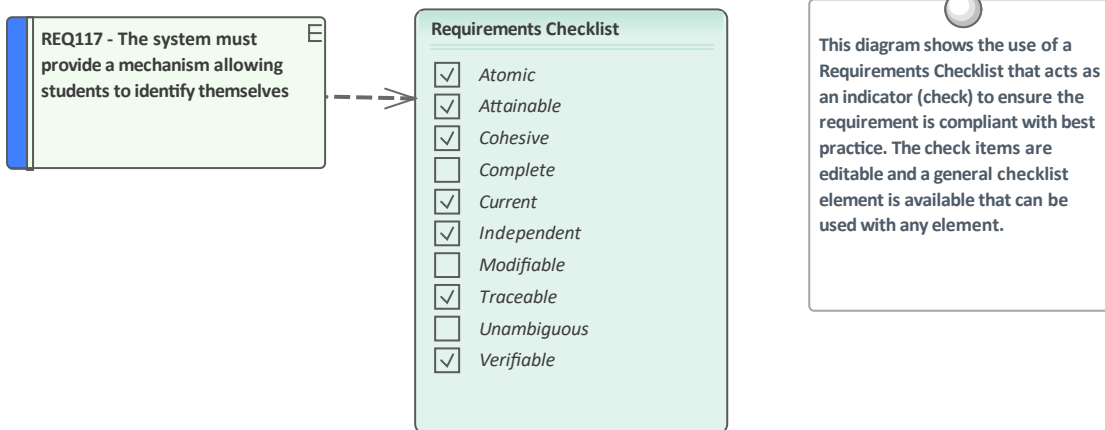 REQ117 - The system must
provide a mechanism allowing
students to identify themselves
E
Requirements Checklist
Atomic
Attainable
Cohesive
Complete
Current
Independent
Modifiable
Traceable
Unambiguous
Verifiable
This diagram shows the use of a
Requirements Checklist that acts as
an indicator (check) to ensure the
requirement is compliant with best
practice. The check items are
editable and a general checklist
element is available that can be
used with any element.